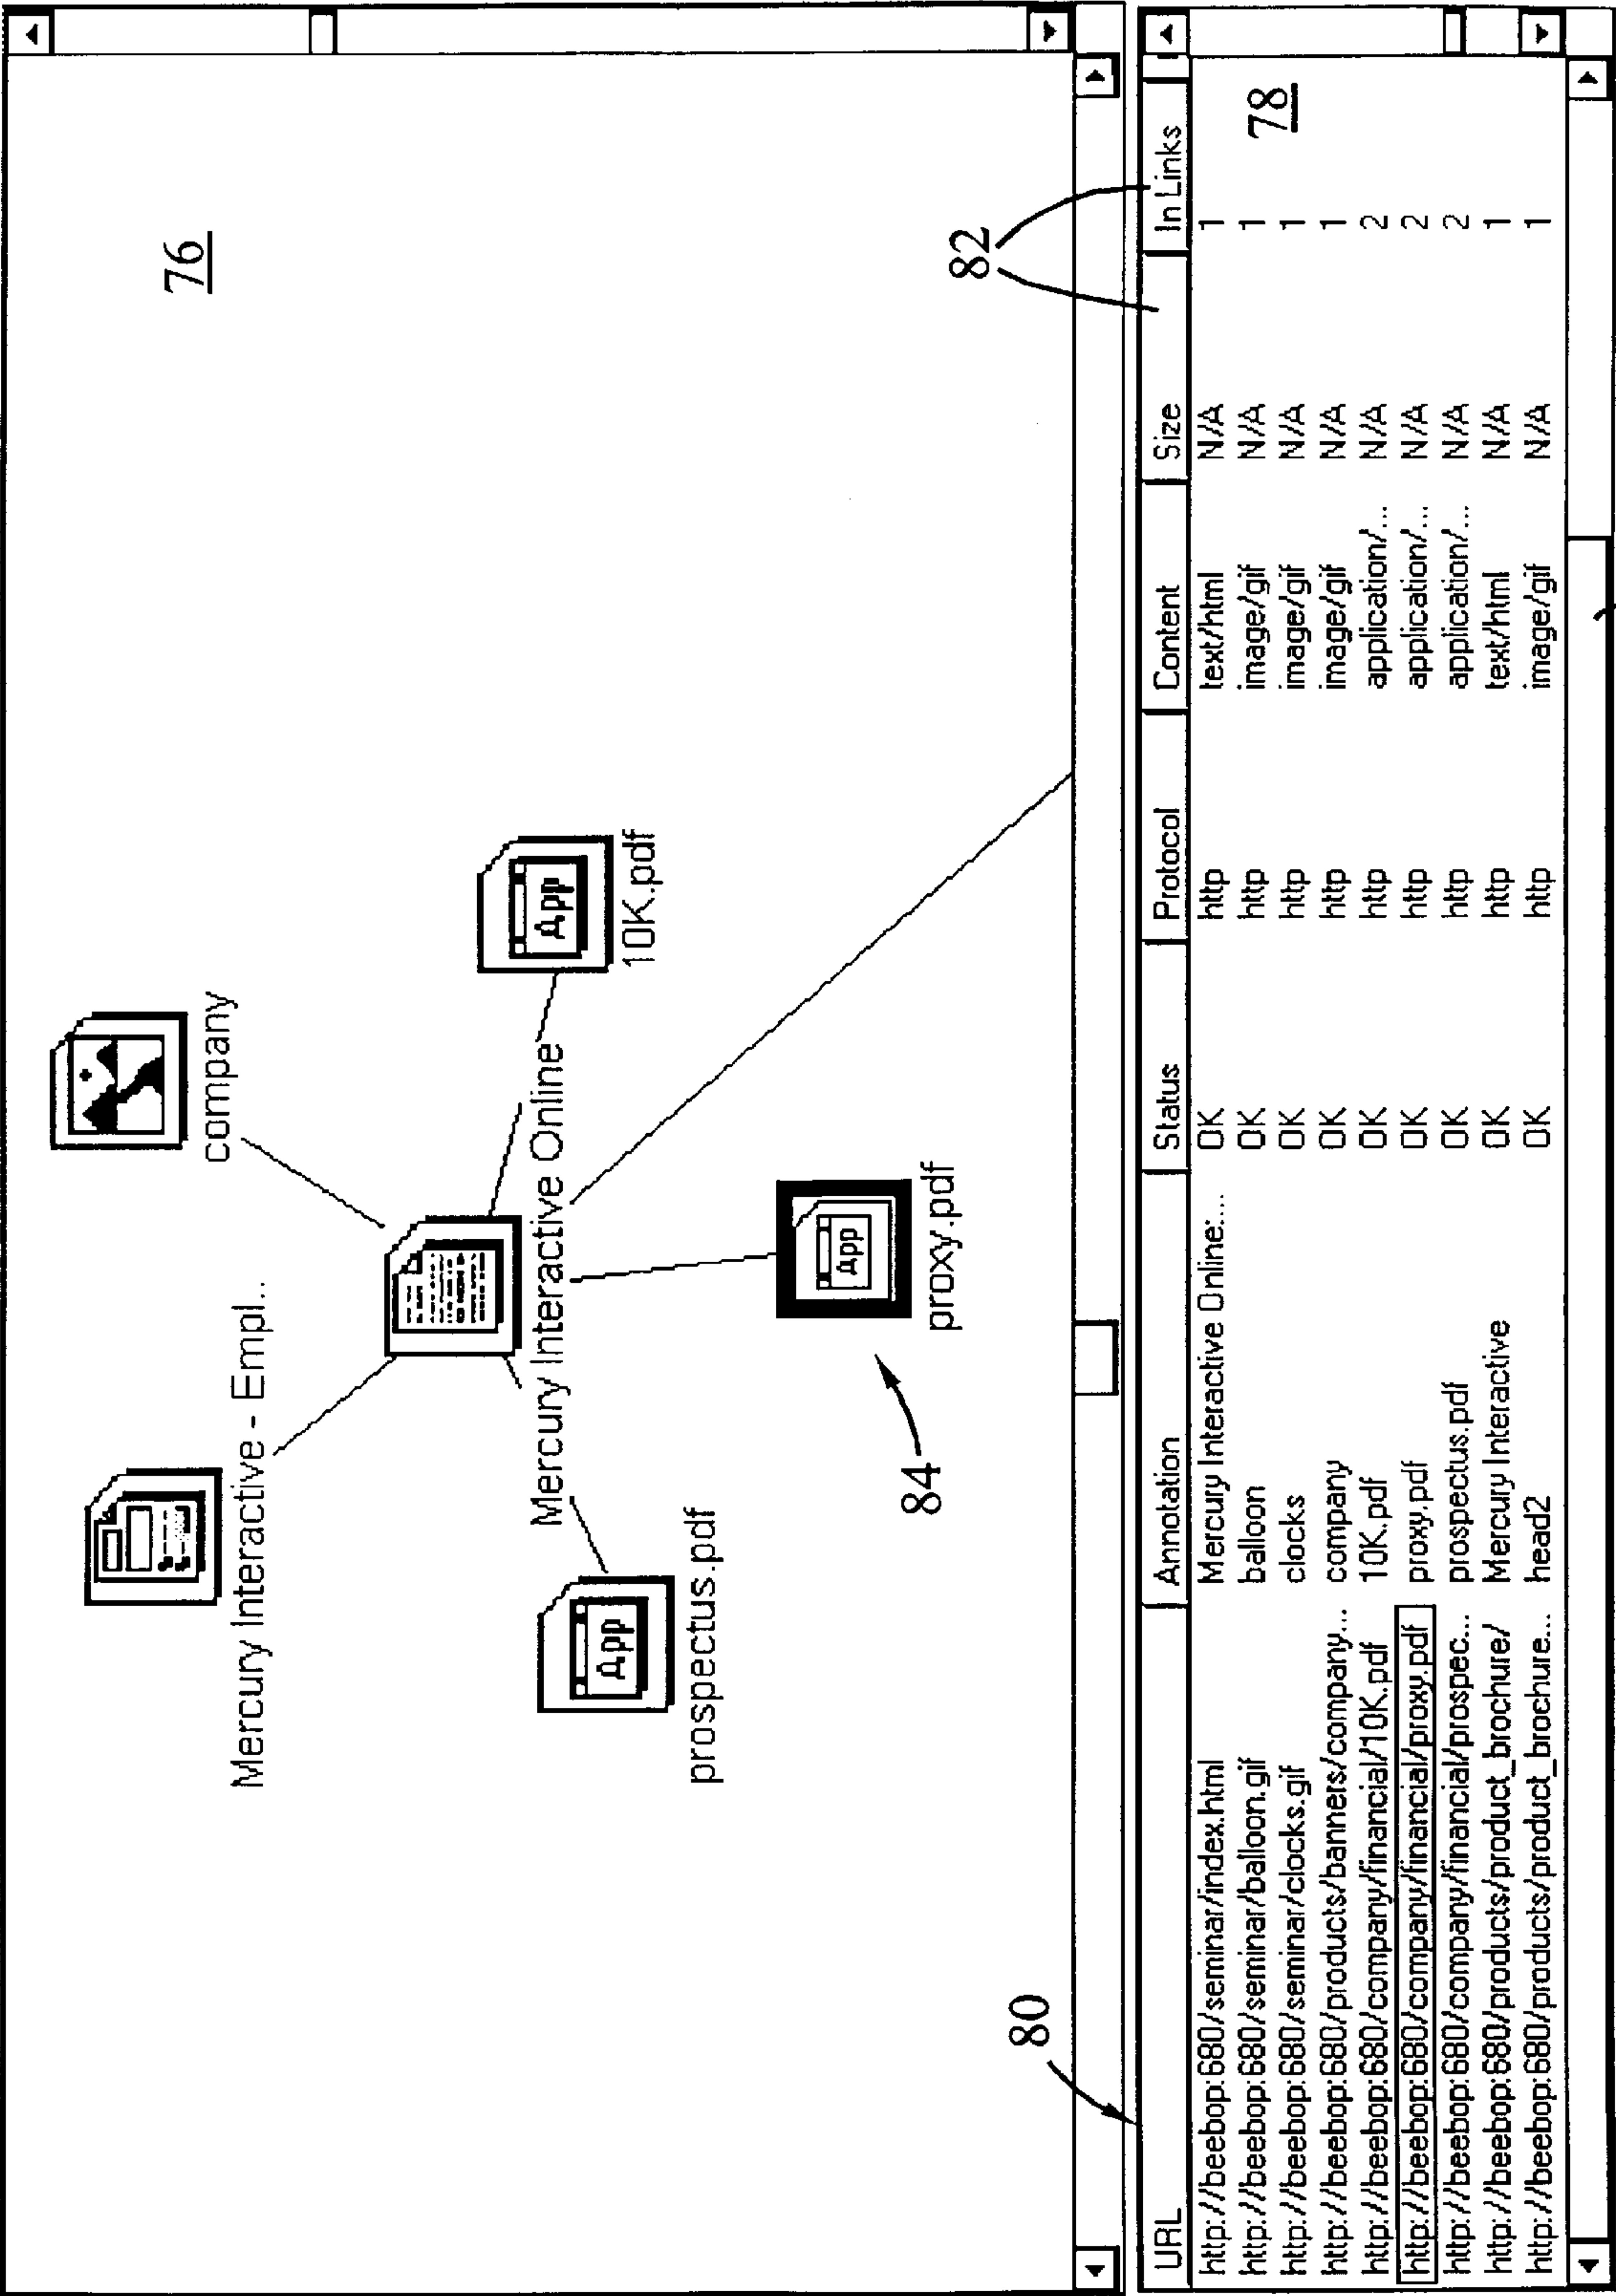 76
company
Mercury Interactive - Empl...
App
10K.pdf
Mercury Interactive Online
App
prospectus.pdf
App
proxy.pdf
84
82
80
URL Annotation Status Protocol Content Size In Links
http://beebop:680/seminar/index.html Mercury Interactive Online:... OK http text/html N/A 1
http://beebop:680/seminar/balloon.gif balloon OK http image/gif N/A 1
http://beebop:680/seminar/clocks.gif clocks OK http image/gif N/A 1
http://beebop:680/products/banners/company... company OK http image/gif N/A 1
http://beebop:680/company/financial/10K.pdf 10K.pdf OK http application/... N/A 2
http://beebop:680/company/financial/proxy.pdf proxy.pdf OK http application/... N/A 2
http://beebop:680/company/financial/prospec... prospectus.pdf OK http application/... N/A 2
http://beebop:680/products/product_brochure/ Mercury Interactive OK http text/html N/A 1
http://beebop:680/products/product_brochure... head2 OK http image/gif N/A 1
78